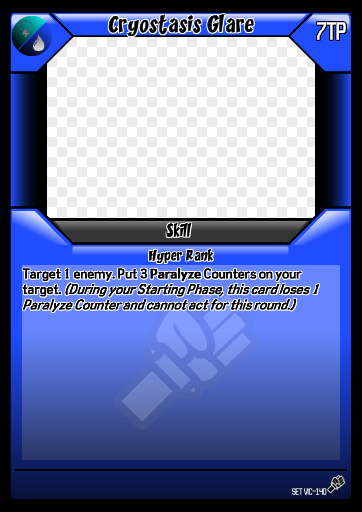 Cryostasis Glare
7TP
Skill
Hyper Rank
Target 1 enemy. Put 3 Paralyze Counters on your
target. (During your Starting Phase, this card loses 1
Paralyze Counter and cannot act for this round.)
SET VIC-140